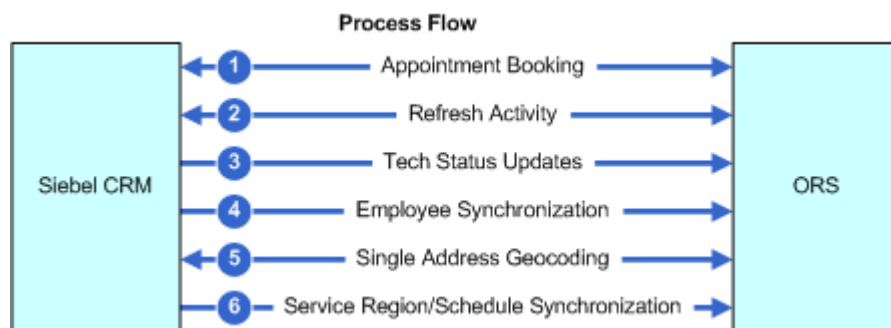 Process Flow
1 Appointment Booking
2 Refresh Activity
3 Tech Status Updates
Siebel CRM
ORS
4 Employee Synchronization
5 Single Address Geocoding
6 Service Region/Schedule Synchronization